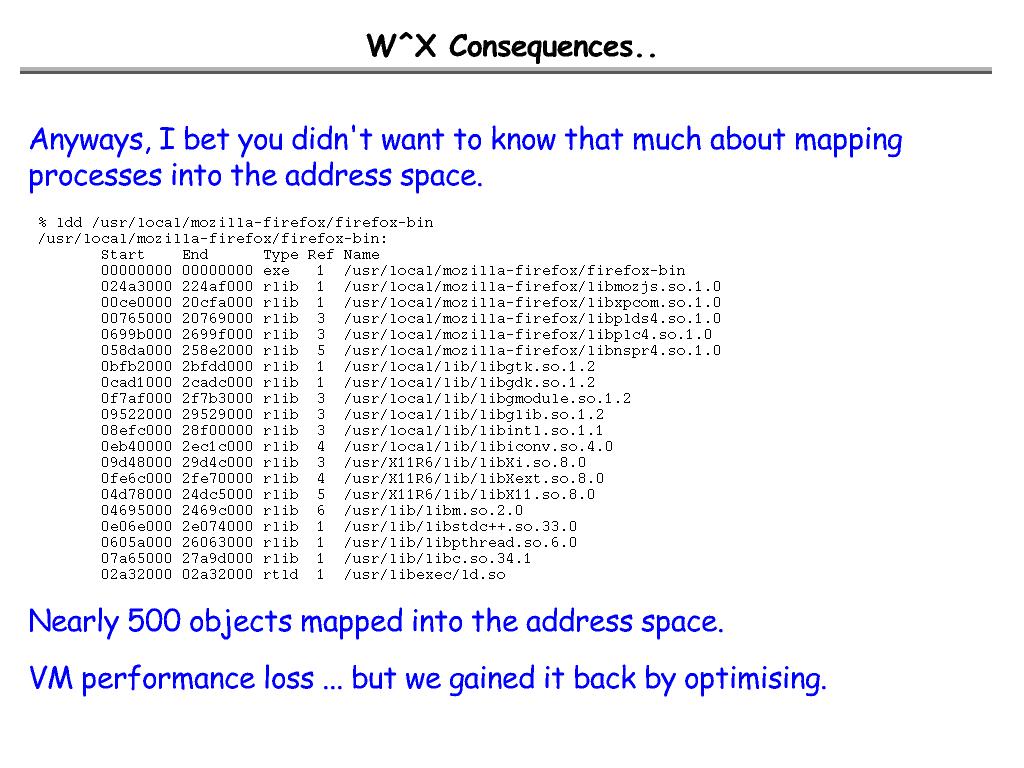 W^X Consequences..
Anyways, I bet you didn't want to know that much about mapping
processes into the address space.
% ldd /usr/local/mozilla-firefox/firefox-bin
/usr/local/mozilla-firefox/firefox-bin:
Start End Type Ref Name
00000000 00000000 exe 1 /usr/local/mozilla-firefox/firefox-bin
024a3000 224af000 rlib 1 /usr/local/mozilla-firefox/libmozjs.so.1.0
00ce0000 20cfa000 rlib 1 /usr/local/mozilla-firefox/libxpcom.so.1.0
00765000 20769000 rlib 3 /usr/local/mozilla-firefox/libplds4.so.1.0
0699b000 2699f000 rlib 3 /usr/local/mozilla-firefox/libplc4.so.1.0
058da000 258e2000 rlib 5 /usr/local/mozilla-firefox/libnspr4.so.1.0
0bfb2000 2bfdd000 rlib 1 /usr/local/lib/libgtk.so.1.2
0cad1000 2cadc000 rlib 1 /usr/local/lib/libgdk.so.1.2
0f7af000 2f7b3000 rlib 3 /usr/local/lib/libgmodule.so.1.2
09522000 29529000 rlib 3 /usr/local/lib/libglib.so.1.2
08efc000 28f00000 rlib 3 /usr/local/lib/libintl.so.1.1
0eb40000 2ec1c000 rlib 4 /usr/local/lib/libiconv.so.4.0
09d48000 29d4c000 rlib 3 /usr/X11R6/lib/libXi.so.8.0
0fe6c000 2fe70000 rlib 4 /usr/X11R6/lib/libXext.so.8.0
04d78000 24dc5000 rlib 5 /usr/X11R6/lib/libX11.so.8.0
04695000 2469c000 rlib 6 /usr/lib/libm.so.2.0
0e06e000 2e074000 rlib 1 /usr/lib/libstdc++.so.33.0
0605a000 26063000 rlib 1 /usr/lib/libpthread.so.6.0
07a65000 27a9d000 rlib 1 /usr/lib/libc.so.34.1
02a32000 02a32000 rtld 1 /usr/libexec/ld.so
Nearly 500 objects mapped into the address space.
VM performance loss ... but we gained it back by optimising.